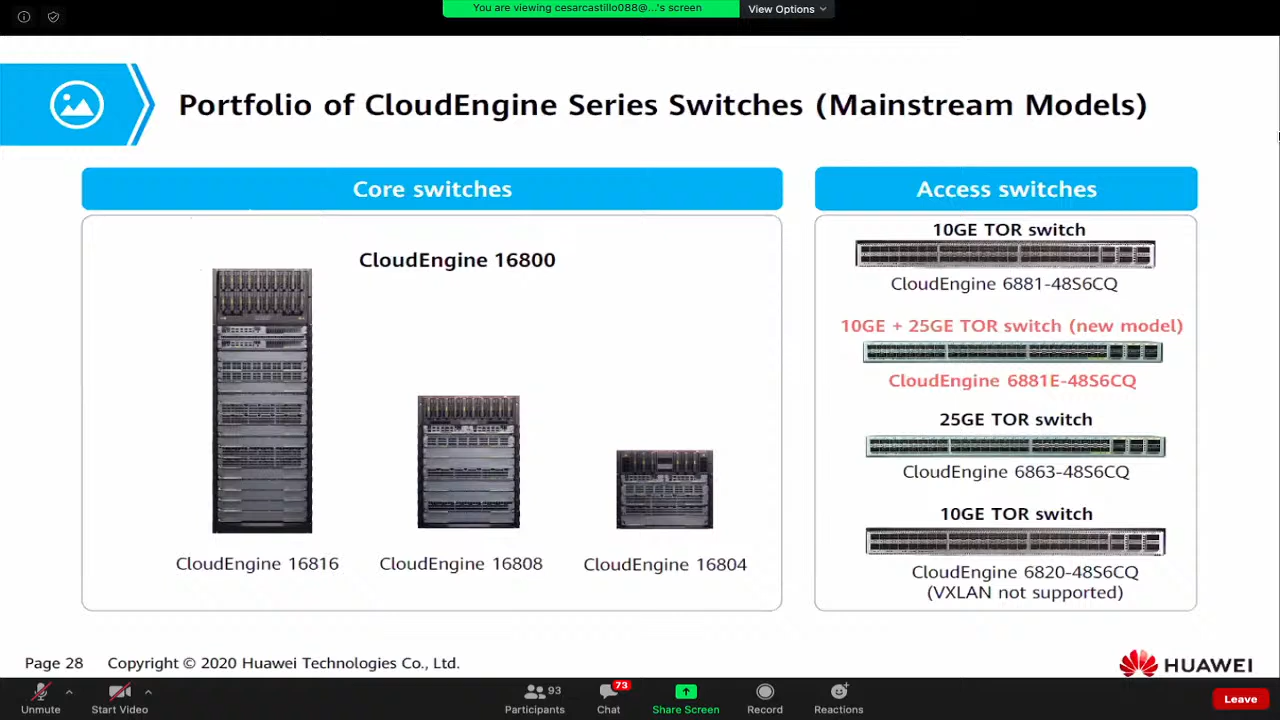 You are viewing cesarcastillo088@...'s screen
View Options
Portfolio of CloudEngine Series Switches (Mainstream Models)
Core switches
CloudEngine 16800
CloudEngine 16816
CloudEngine 16808
CloudEngine 16804
Access switches
10GE TOR switch
CloudEngine 6881-48S6CQ
10GE + 25GE TOR switch (new model)
CloudEngine 6881E-48S6CQ
25GE TOR switch
CloudEngine 6863-48S6CQ
10GE TOR switch
CloudEngine 6820-48S6CQ
(VXLAN not supported)
Page 28
Copyright © 2020 Huawei Technologies Co., Ltd.
HUAWEI
Unmute
Start Video
93
Participants
73
Chat
Share Screen
Record
Reactions
Leave